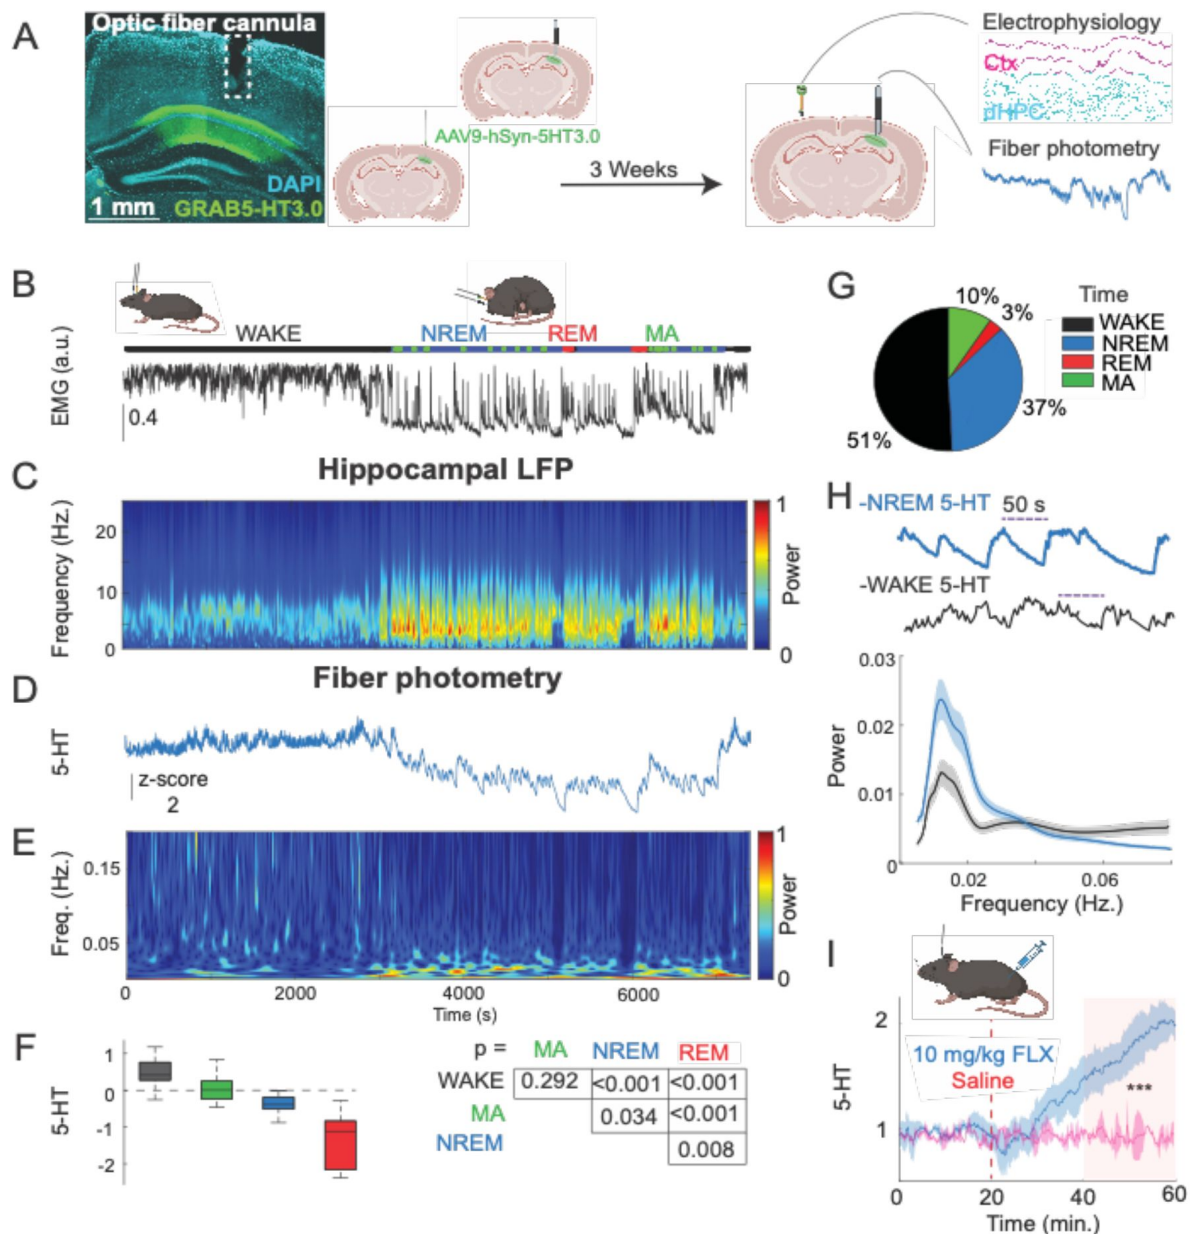 A
Optic fiber cannula
DAPI
1 mm
GRAB5-HT3.0
AAV9-hSyn-5HT3.0
3 Weeks
Electrophysiology
Ctx
dHPC
Fiber photometry
B
WAKE
NREM
REM
MA
EMG (a.u.)
0.4
C
Hippocampal LFP
Frequency (Hz.)
20
10
0
1
Power
0
D
Fiber photometry
5-HT
z-score
2
E
Freq. (Hz.)
0.15
0.05
1
Power
0
0 2000 4000 6000
Time (s)
F
5-HT
1
0
-1
-2
p = MA NREM REM
WAKE 0.292 <0.001 <0.001
MA 0.034 <0.001
NREM 0.008
G
10%
3%
37%
51%
Time
WAKE
NREM
REM
MA
H
-NREM 5-HT
50 s
-WAKE 5-HT
Power
0.03
0.02
0.01
0
0.02 0.06
Frequency (Hz.)
I
5-HT
2
1
10 mg/kg FLX
Saline
***
0 20 40 60
Time (min.)